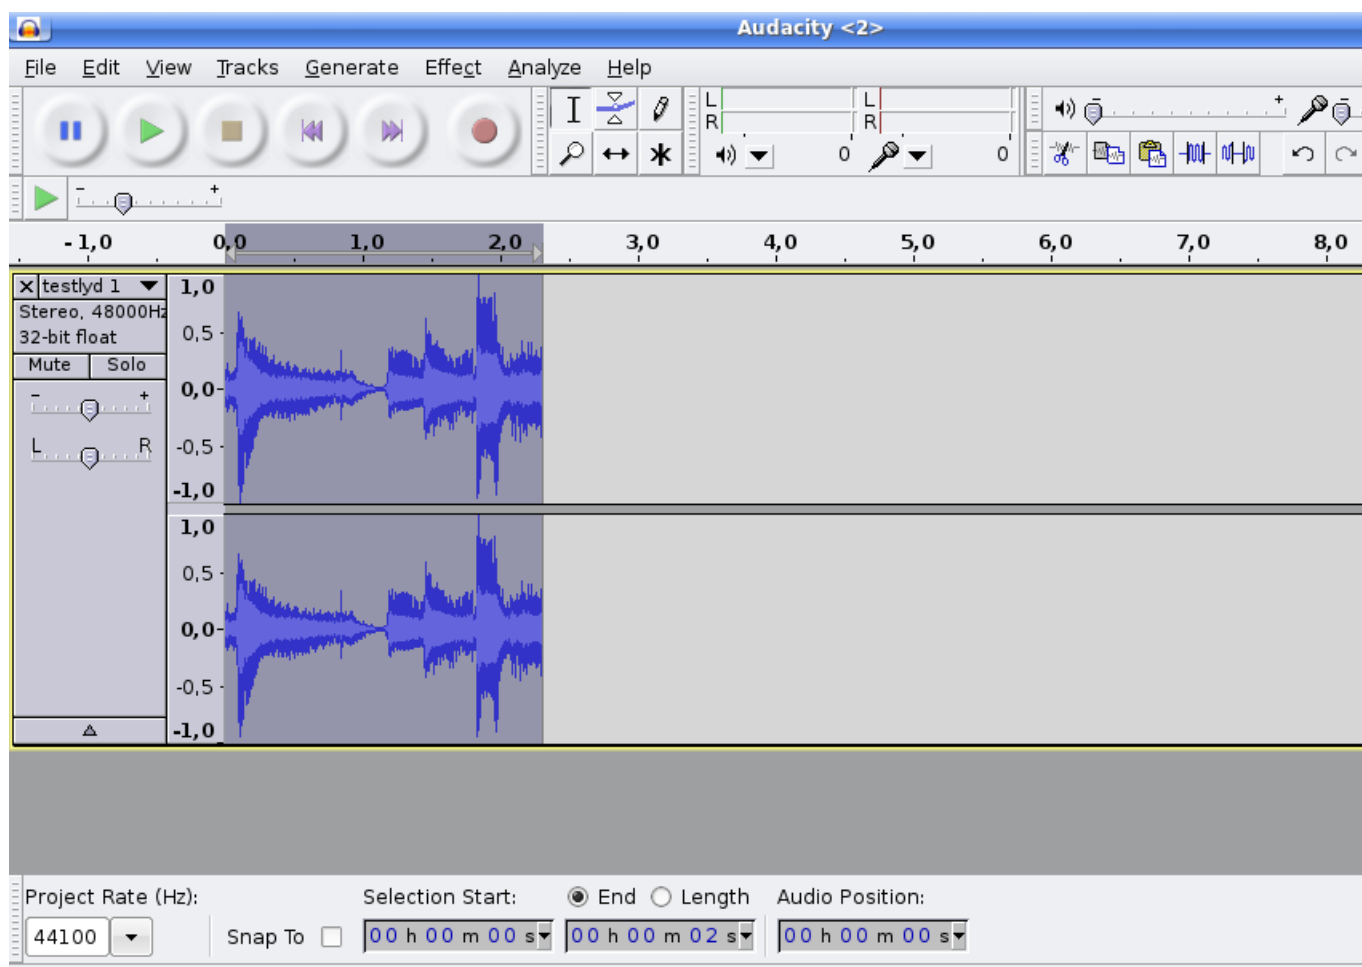 Audacity <2>
File Edit View Tracks Generate Effect Analyze Help
L L
R R
0 0
- +
- 1,0 0,0 1,0 2,0 3,0 4,0 5,0 6,0 7,0 8,0
testlyd 1
Stereo, 48000Hz
32-bit float
Mute Solo
- +
L R
1,0
0,5
0,0
-0,5
-1,0
1,0
0,5
0,0
-0,5
-1,0
Project Rate (Hz): Selection Start: End Length Audio Position:
44100 Snap To 00 h 00 m 00 s 00 h 00 m 02 s 00 h 00 m 00 s